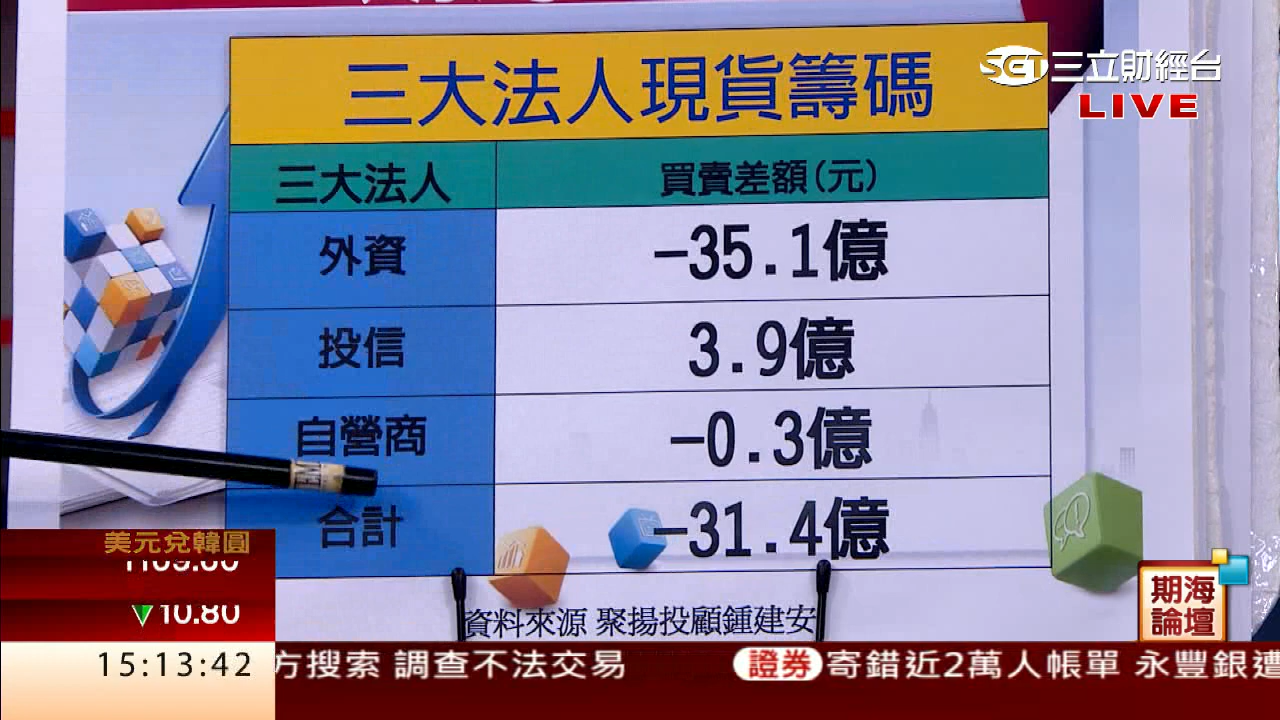 三大法人現貨籌碼
SET 三立財經台
LIVE
三大法人 買賣差額(元)
外資 -35.1億
投信 3.9億
自營商 -0.3億
合計 -31.4億
資料來源 聚揚投顧鍾建安
美元兌韓圓
▼10.80
期海
論壇
15:13:42 方搜索 調查不法交易 證券 寄錯近2萬人帳單 永豐銀遭